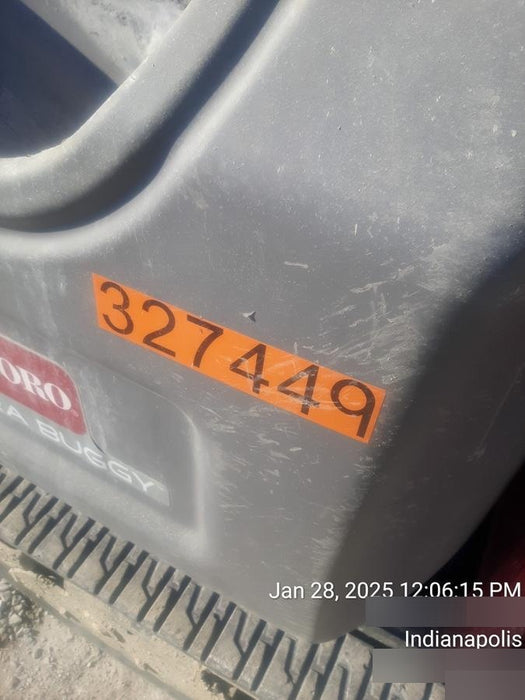 327449
ORO
A BUGGY
Jan 28, 2025 12:06:15 PM
Indianapolis